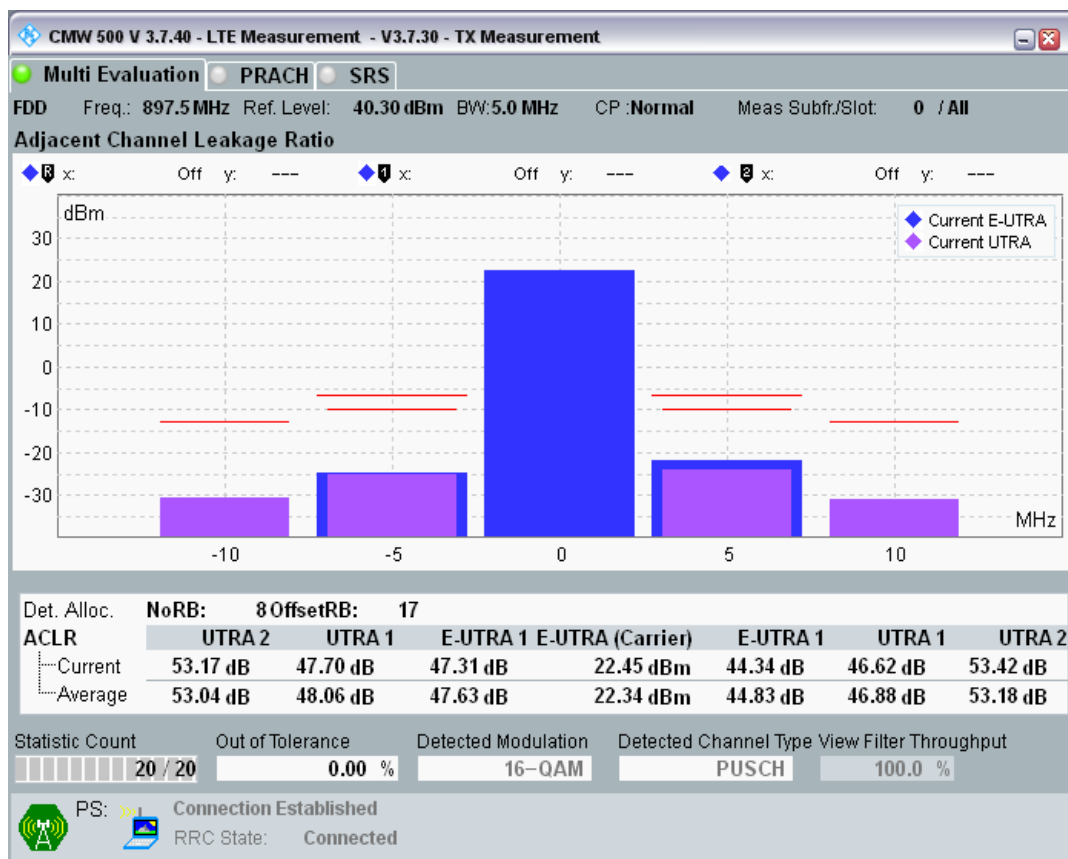 CMW 500 V 3.7.40 - LTE Measurement - V3.7.30 - TX Measurement
Multi Evaluation PRACH SRS
FDD Freq.: 897.5 MHz Ref. Level: 40.30 dBm BW:5.0 MHz CP :Normal Meas Subfr./Slot: 0 / All
Adjacent Channel Leakage Ratio
R x: Off y: --- 1 x: Off y: --- 2 x: Off y: ---
dBm
Current E-UTRA
Current UTRA
30
20
10
0
-10
-20
-30
MHz
-10 -5 0 5 10
Det. Alloc. NoRB: 8 OffsetRB: 17
ACLR UTRA 2 UTRA 1 E-UTRA 1 E-UTRA (Carrier) E-UTRA 1 UTRA 1 UTRA 2
Current 53.17 dB 47.70 dB 47.31 dB 22.45 dBm 44.34 dB 46.62 dB 53.42 dB
Average 53.04 dB 48.06 dB 47.63 dB 22.34 dBm 44.83 dB 46.88 dB 53.18 dB
Statistic Count Out of Tolerance Detected Modulation Detected Channel Type View Filter Throughput
20 / 20 0.00 % 16-QAM PUSCH 100.0 %
PS: Connection Established
RRC State: Connected